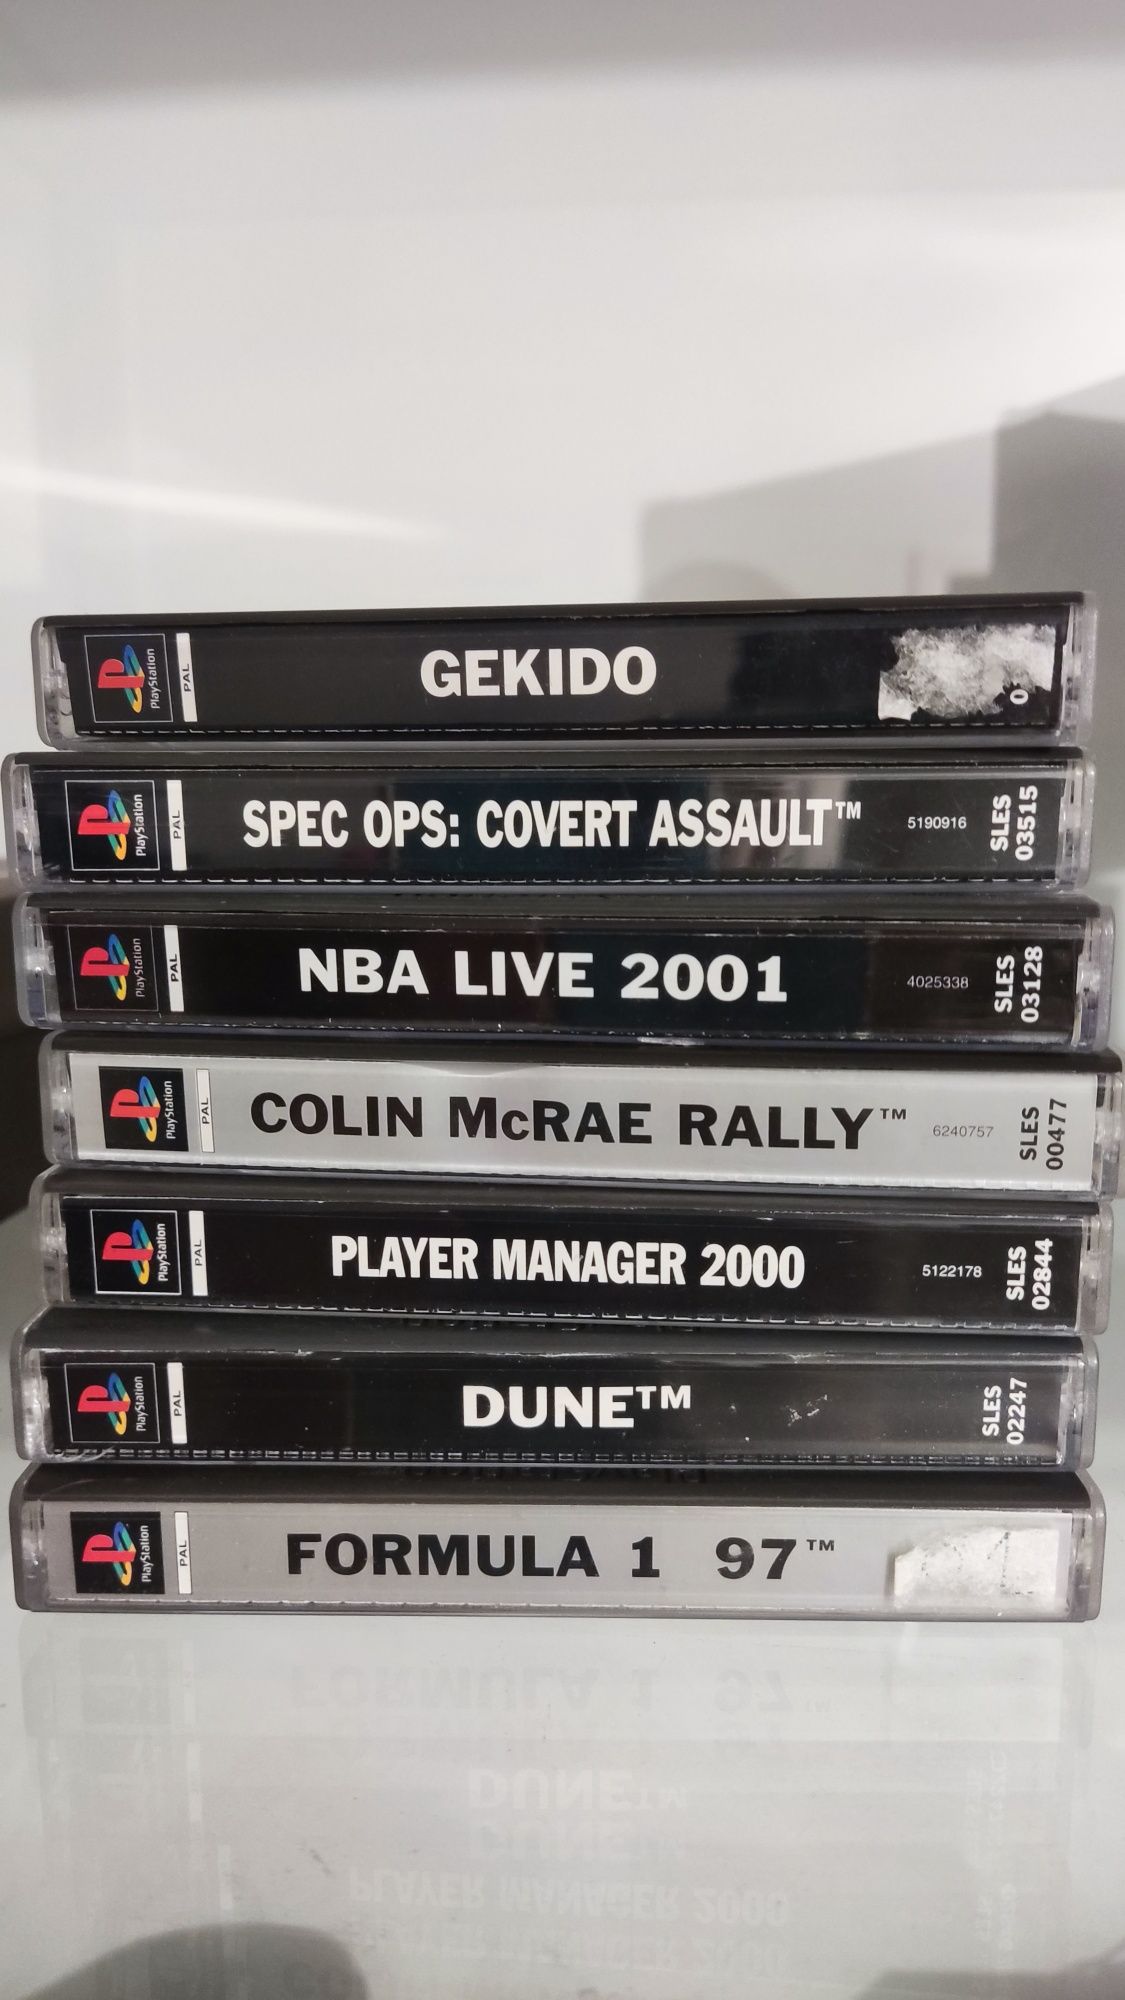 PlayStation
PAL
GEKIDO
0
PlayStation
PAL
SPEC OPS: COVERT ASSAULT™
5190916
SLES
03515
PlayStation
PAL
NBA LIVE 2001
4025338
SLES
03128
PlayStation
PAL
COLIN McRAE RALLY™
6240757
SLES
00477
PlayStation
PAL
PLAYER MANAGER 2000
5122178
SLES
02844
PlayStation
PAL
DUNE™
SLES
02247
PlayStation
PAL
FORMULA 1 97™